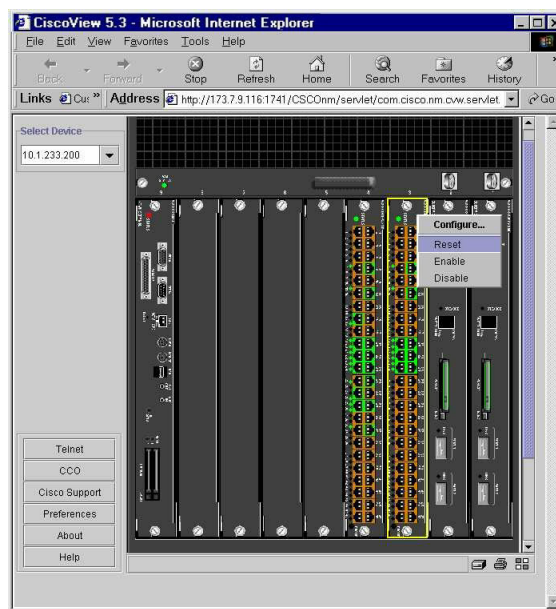 CiscoView 5.3 - Microsoft Internet Explorer
File Edit View Favorites Tools Help
Back Forward Stop Refresh Home Search Favorites History
Links Address http://173.7.9.116:1741/CSCOnm/servlet/com.cisco.nm.cvw.servlet. Go
Select Device
10.1.233.200
Configure...
Reset
Enable
Disable
Telnet
CCO
Cisco Support
Preferences
About
Help